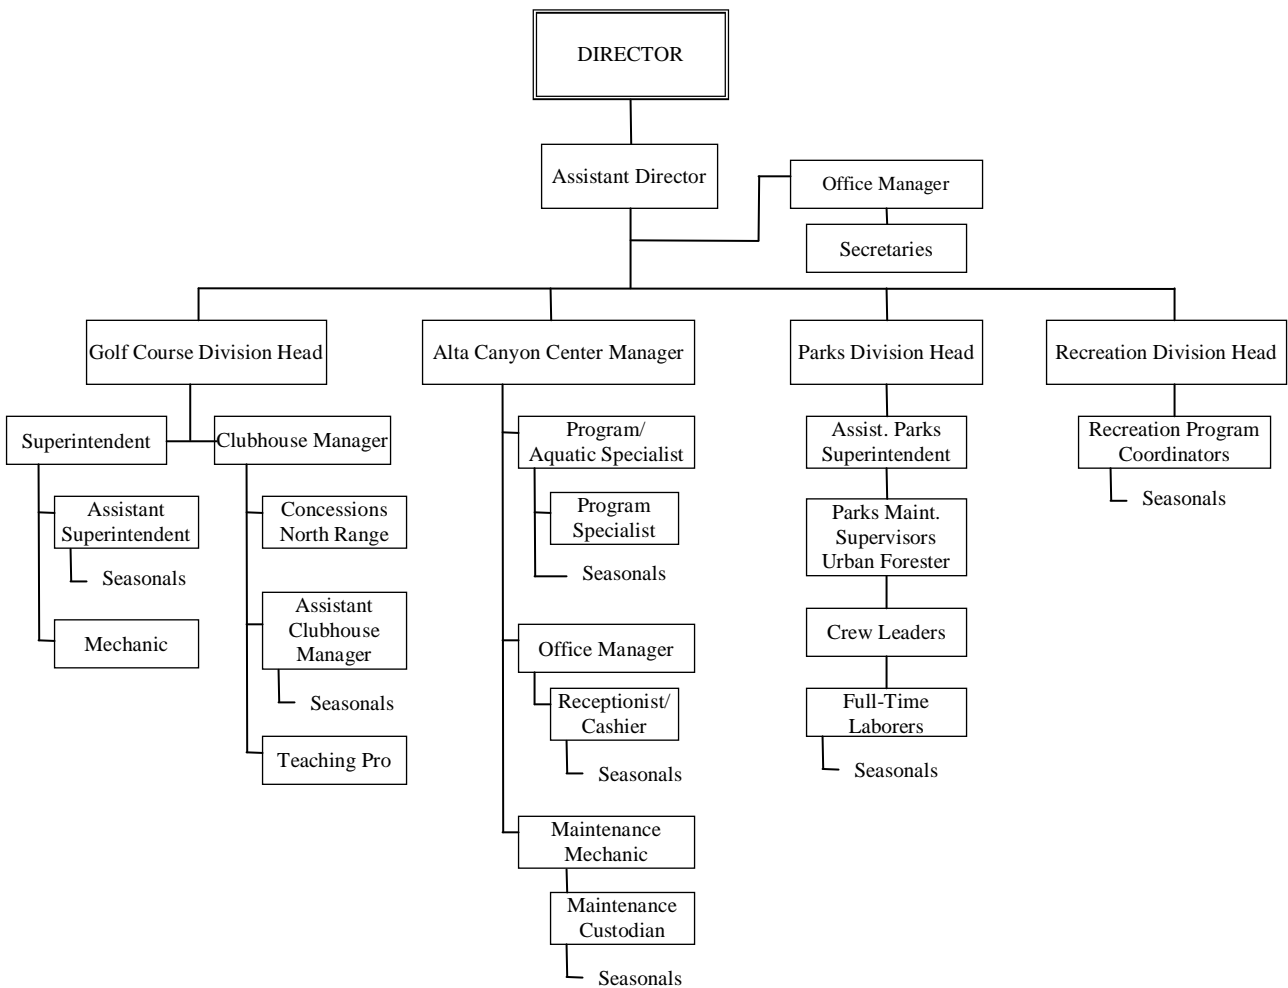 DIRECTOR
Assistant Director
Office Manager
Secretaries
Golf Course Division Head
Alta Canyon Center Manager
Parks Division Head
Recreation Division Head
Superintendent
Clubhouse Manager
Assistant
Superintendent
Seasonals
Mechanic
Concessions
North Range
Assistant
Clubhouse
Manager
Seasonals
Teaching Pro
Program/
Aquatic Specialist
Program
Specialist
Seasonals
Office Manager
Receptionist/
Cashier
Seasonals
Maintenance
Mechanic
Maintenance
Custodian
Seasonals
Assist. Parks
Superintendent
Parks Maint.
Supervisors
Urban Forester
Crew Leaders
Full-Time
Laborers
Seasonals
Recreation Program
Coordinators
Seasonals